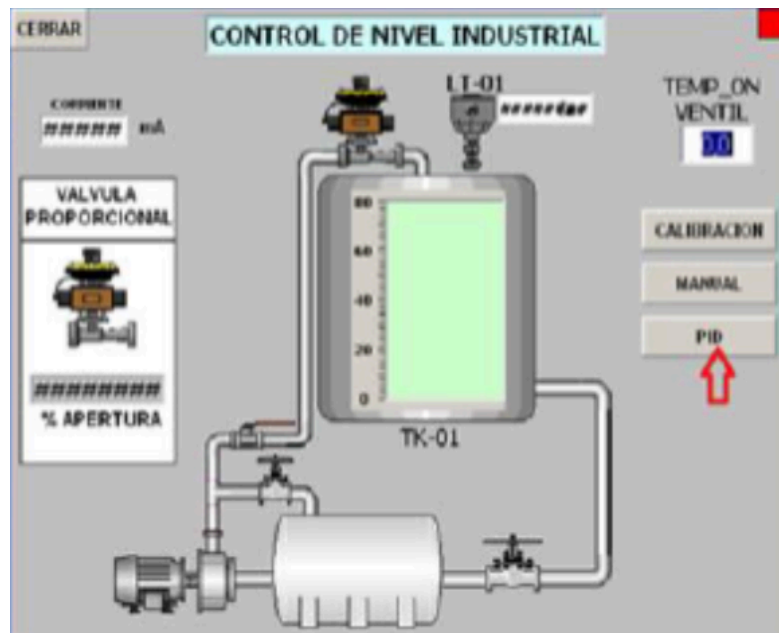 CERRAR
CONTROL DE NIVEL INDUSTRIAL
LT-01
TEMP_ON
VENTIL
0.0
CORRIENTE
##### mA
VALVULA
PROPORCIONAL
########
% APERTURA
80
60
40
20
0
TK-01
CALIBRACION
MANUAL
PID